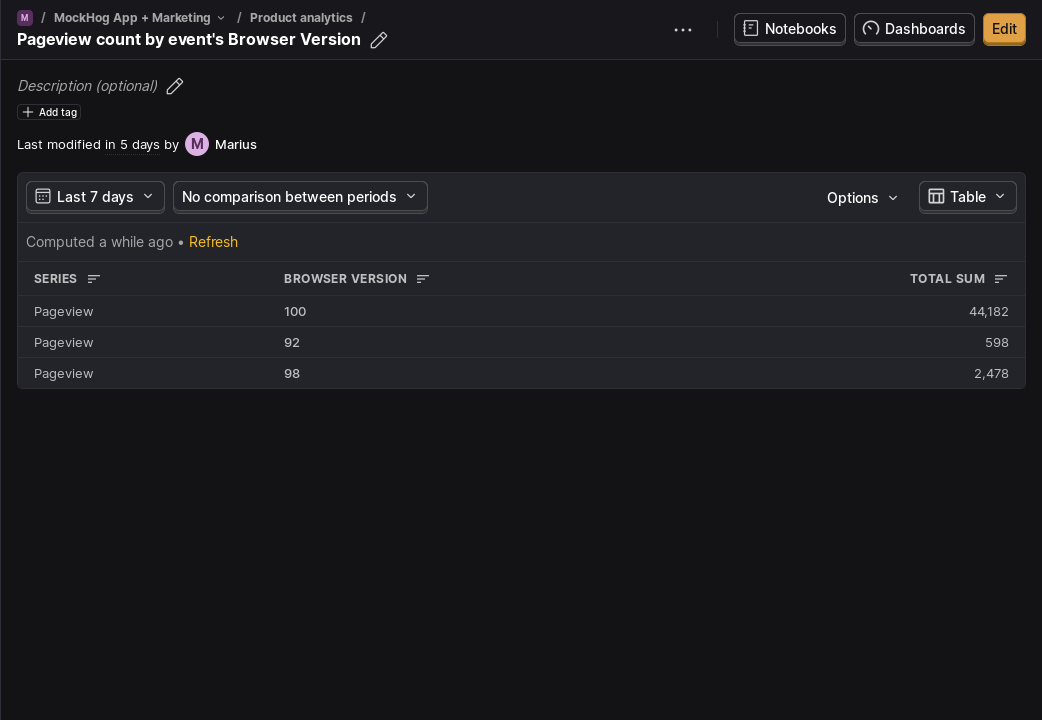 M / MockHog App + Marketing / Product analytics /
Pageview count by event's Browser Version
Notebooks
Dashboards
Edit
Description (optional)
Add tag
Last modified in 5 days by M Marius
Last 7 days
No comparison between periods
Options
Table
Computed a while ago • Refresh
SERIES BROWSER VERSION TOTAL SUM
Pageview 100 44,182
Pageview 92 598
Pageview 98 2,478